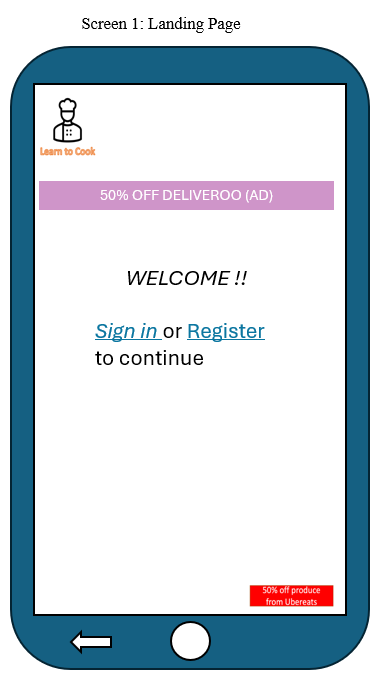 Screen 1: Landing Page
Learn to Cook
50% OFF DELIVEROO (AD)
WELCOME !!
Sign in or Register
to continue
50% off produce
from Ubereats